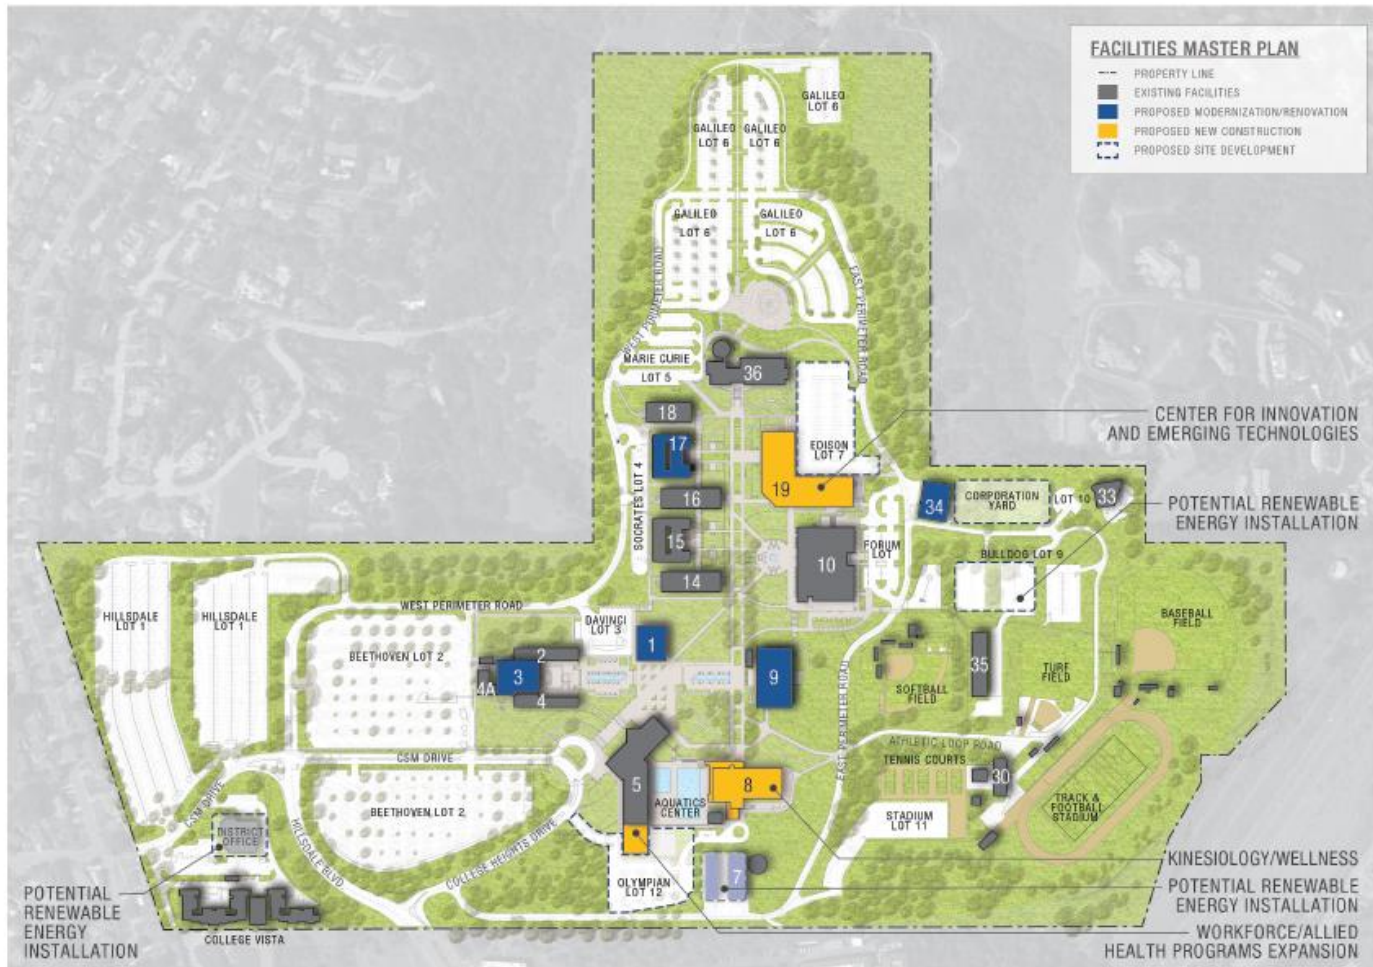 FACILITIES MASTER PLAN
PROPERTY LINE
EXISTING FACILITIES
PROPOSED MODERNIZATION/RENOVATION
PROPOSED NEW CONSTRUCTION
PROPOSED SITE DEVELOPMENT
GALILEO
LOT 6
GALILEO
LOT 6
GALILEO
LOT 6
GALILEO
LOT 6
GALILEO
LOT 6
WEST PERIMETER ROAD
EAST PERIMETER ROAD
MARIE CURIE
LOT 5
36
18
17
16
15
14
SOCRATES LOT 4
EDISON
LOT 7
19
10
FORUM
LOT
CENTER FOR INNOVATION
AND EMERGING TECHNOLOGIES
34
CORPORATION
YARD
LOT 10
33
POTENTIAL RENEWABLE
ENERGY INSTALLATION
BULLDOG LOT 9
HILLSDALE
LOT 1
HILLSDALE
LOT 1
WEST PERIMETER ROAD
DAVINCI
LOT 3
BEETHOVEN LOT 2
2
3
4A
4
1
9
EAST PERIMETER ROAD
SOFTBALL
FIELD
35
TURF
FIELD
BASEBALL
FIELD
ATHLETIC LOOP ROAD
TENNIS COURTS
30
TRACK &
FOOTBALL
STADIUM
STADIUM
LOT 11
CSM DRIVE
CSM DRIVE
BEETHOVEN LOT 2
HILLSDALE BLVD
COLLEGE HEIGHTS DRIVE
5
AQUATICS
CENTER
8
DISTRICT
OFFICE
OLYMPIAN
LOT 12
7
KINESIOLOGY/WELLNESS
POTENTIAL RENEWABLE
ENERGY INSTALLATION
WORKFORCE/ALLIED
HEALTH PROGRAMS EXPANSION
POTENTIAL
RENEWABLE
ENERGY
INSTALLATION
COLLEGE VISTA